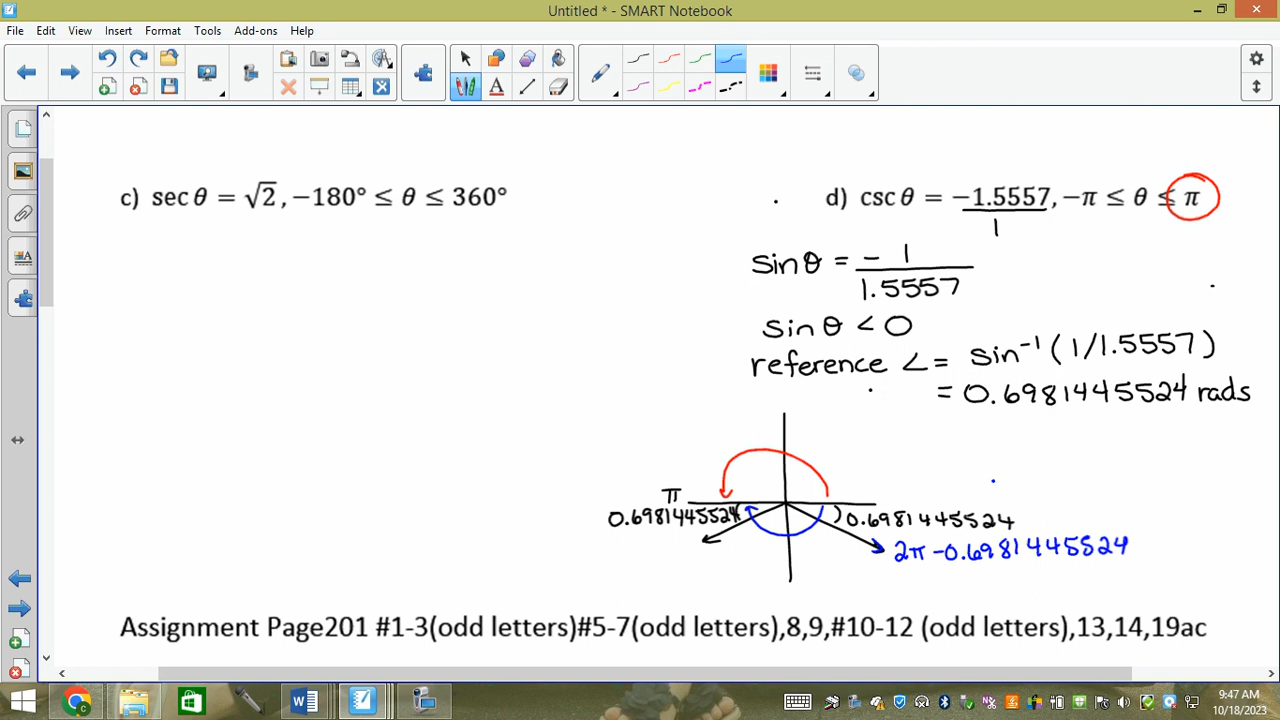 Untitled * - SMART Notebook
File Edit View Insert Format Tools Add-ons Help
c) sec θ = √2, −180° ≤ θ ≤ 360°
d) csc θ = −1.5557, −π ≤ θ ≤ π
1
sin θ = − 1
1.5557
sin θ < 0
reference ∠ = sin⁻¹ (1/1.5557)
= 0.6981445524 rads
π
0.6981445524
0.6981445524
2π −0.6981445524
Assignment Page201 #1-3(odd letters)#5-7(odd letters),8,9,#10-12 (odd letters),13,14,19ac
9:47 AM
10/18/2023